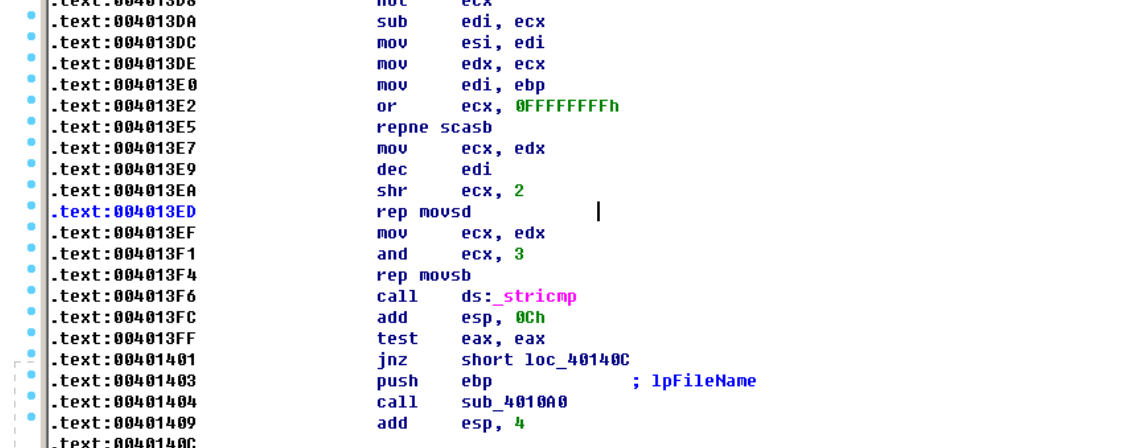 .text:004013D8 not ecx
.text:004013DA sub edi, ecx
.text:004013DC mov esi, edi
.text:004013DE mov edx, ecx
.text:004013E0 mov edi, ebp
.text:004013E2 or ecx, 0FFFFFFFFh
.text:004013E5 repne scasb
.text:004013E7 mov ecx, edx
.text:004013E9 dec edi
.text:004013EA shr ecx, 2
.text:004013ED rep movsd
.text:004013EF mov ecx, edx
.text:004013F1 and ecx, 3
.text:004013F4 rep movsb
.text:004013F6 call ds:_stricmp
.text:004013FC add esp, 0Ch
.text:004013FF test eax, eax
.text:00401401 jnz short loc_40140C
.text:00401403 push ebp ; lpFileName
.text:00401404 call sub_4010A0
.text:00401409 add esp, 4
.text:0040140C